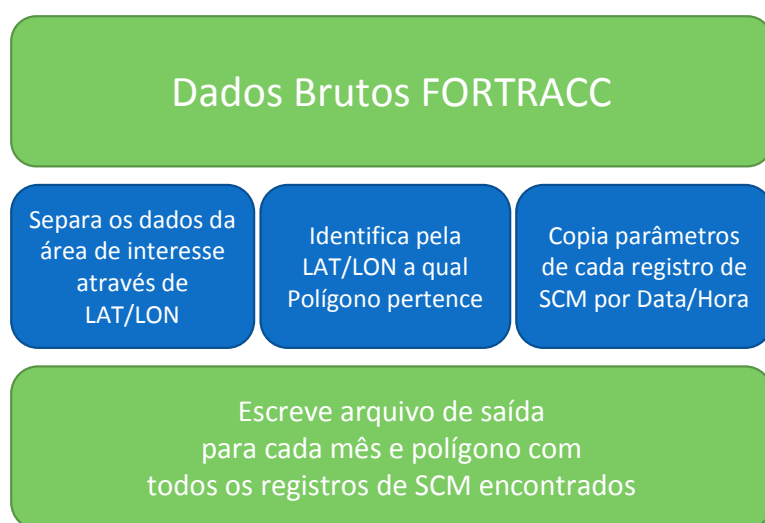 Dados Brutos FORTRACC
Separa os dados da
área de interesse
através de
LAT/LON
Identifica pela
LAT/LON a qual
Polígono pertence
Copia parâmetros
de cada registro de
SCM por Data/Hora
Escreve arquivo de saída
para cada mês e polígono com
todos os registros de SCM encontrados